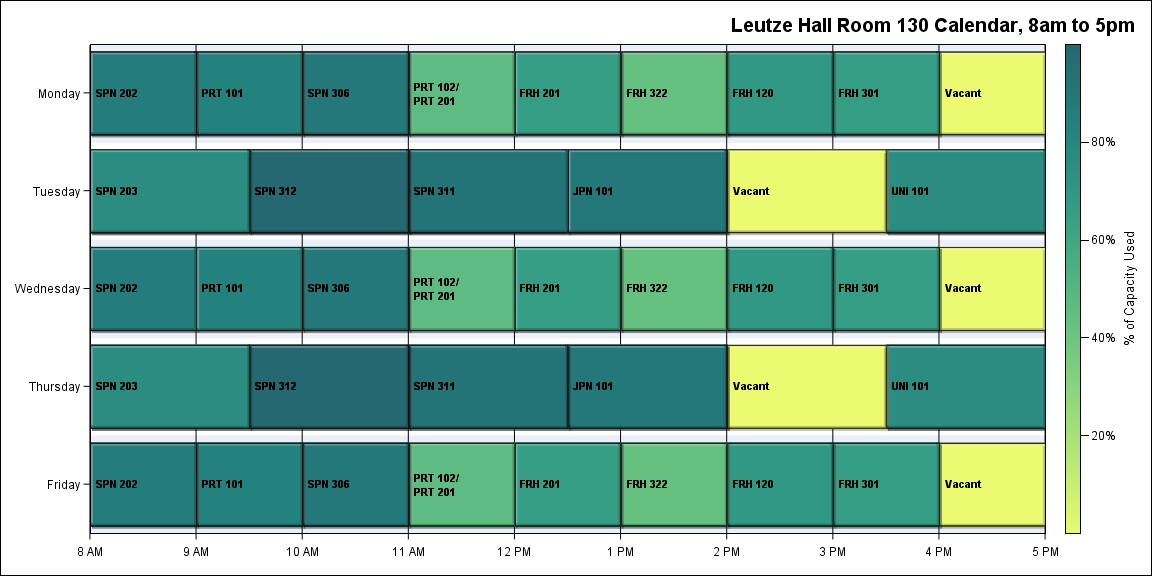 Leutze Hall Room 130 Calendar, 8am to 5pm
Monday
SPN 202
PRT 101
SPN 306
PRT 102/
PRT 201
FRH 201
FRH 322
FRH 120
FRH 301
Vacant
Tuesday
SPN 203
SPN 312
SPN 311
JPN 101
Vacant
UNI 101
Wednesday
SPN 202
PRT 101
SPN 306
PRT 102/
PRT 201
FRH 201
FRH 322
FRH 120
FRH 301
Vacant
Thursday
SPN 203
SPN 312
SPN 311
JPN 101
Vacant
UNI 101
Friday
SPN 202
PRT 101
SPN 306
PRT 102/
PRT 201
FRH 201
FRH 322
FRH 120
FRH 301
Vacant
8 AM
9 AM
10 AM
11 AM
12 PM
1 PM
2 PM
3 PM
4 PM
5 PM
80%
60%
40%
20%
% of Capacity Used